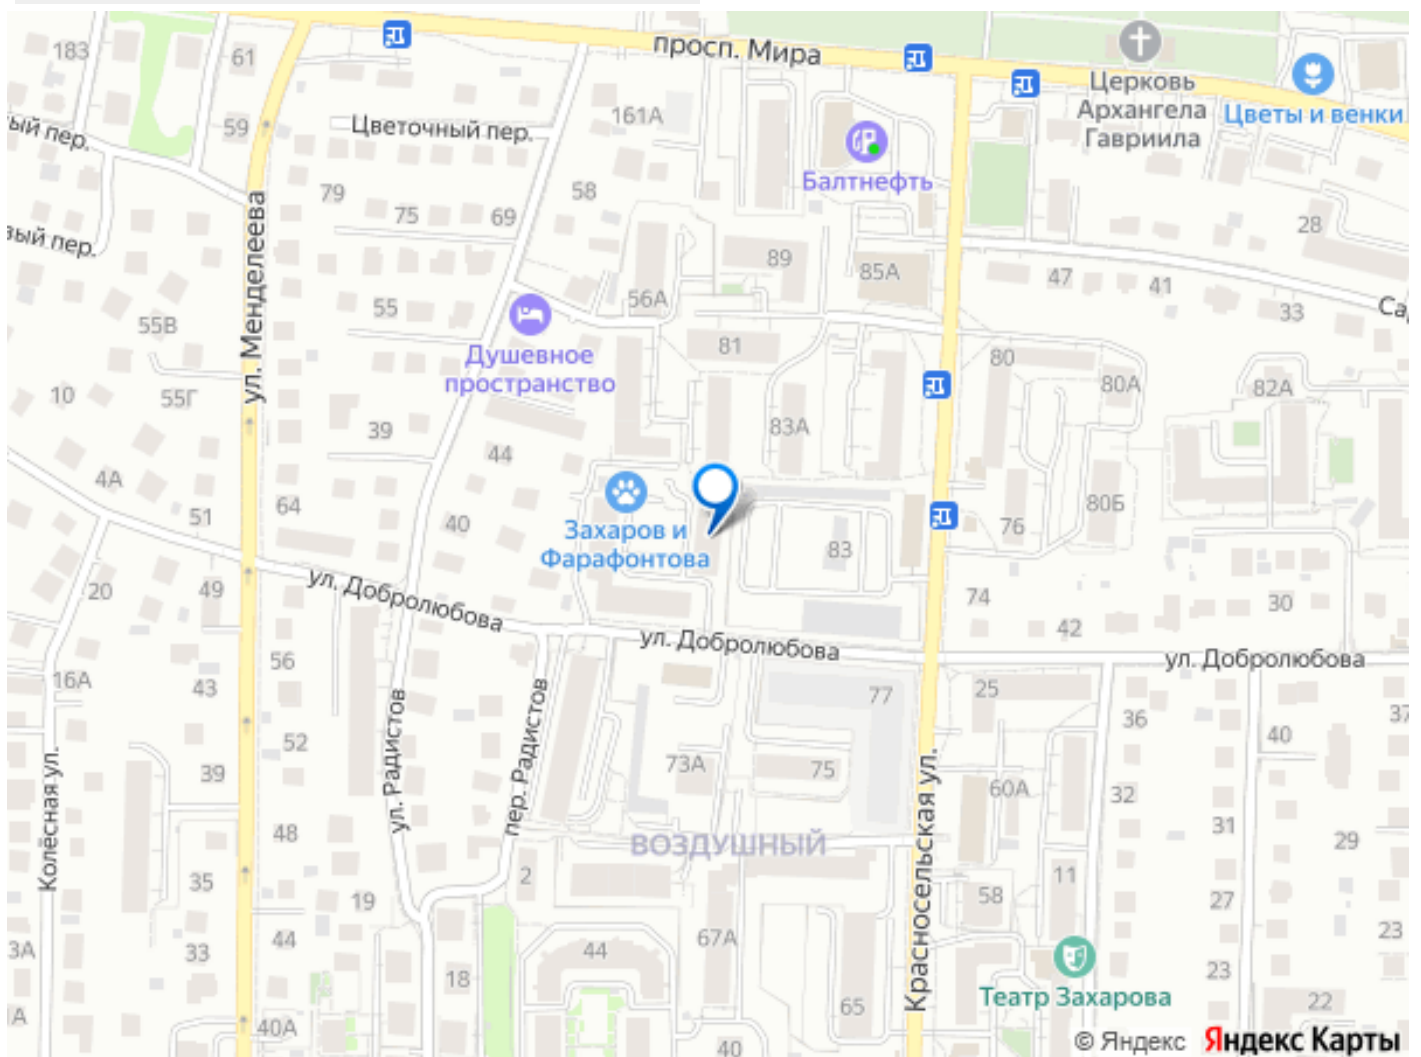 183
61
просп. Мира
Церковь
Архангела
Гавриила
Цветы и венки
59
161А
Цветочный пер.
ый пер.
Балтнефть
79
75
69
58
28
вый пер.
ул. Менделеева
89
85А
47
41
56А
33
Са
55
55В
Душевное
пространство
81
80
80А
82А
10
55Г
39
83А
44
4А
51
64
40
80Б
76
Захаров и
Фарафонтова
83
20
49
ул. Добролюбова
74
42
30
ул. Добролюбова
ул. Добролюбова
56
16А
43
77
25
36
37
40
52
ул. Радистов
пер. Радистов
39
73А
75
60А
32
31
29
Колёсная ул.
48
ВОЗДУШНЫЙ
Красносельская ул.
35
19
2
11
58
27
23
3А
33
44
67А
44
18
65
Театр Захарова
23
22
А
40А
40
© Яндекс Яндекс Карты